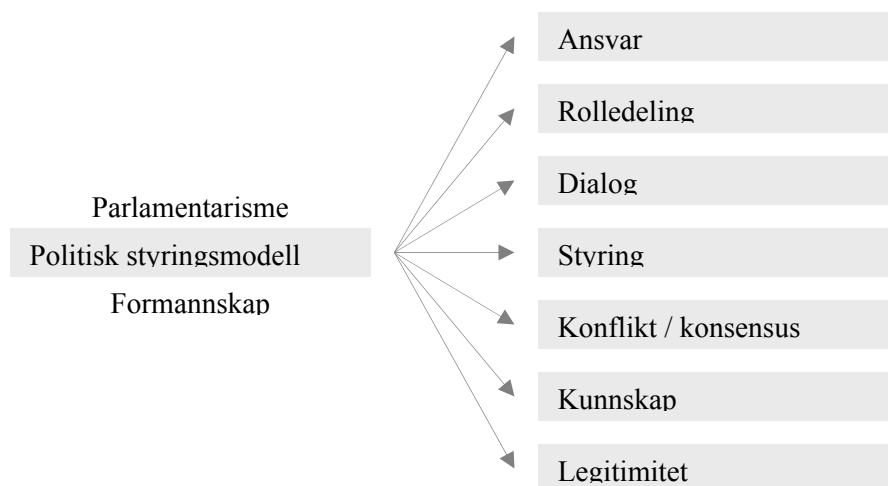 Parlamentarisme
Politisk styringsmodell
Formannskap
Ansvar
Rolledeling
Dialog
Styring
Konflikt / konsensus
Kunnskap
Legitimitet